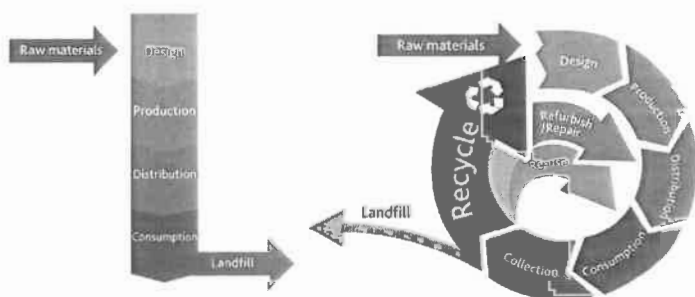 Raw materials
Design
Production
Distribution
Consumption
Landfill
Raw materials
Design
Production
Distribution
Consumption
Collection
Recycle
Refurbish
/Repair
Landfill